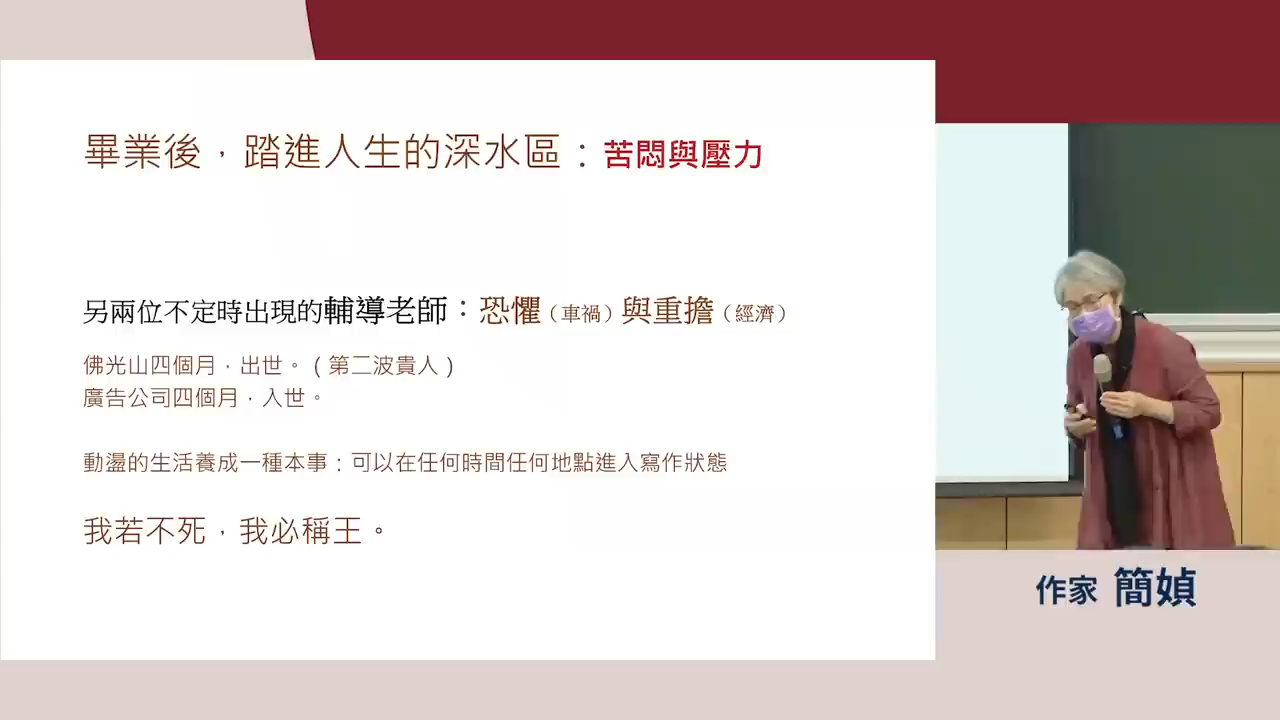 畢業後，踏進人生的深水區：苦悶與壓力
另兩位不定時出現的輔導老師：恐懼（車禍）與重擔（經濟）
佛光山四個月，出世。（第二波貴人）
廣告公司四個月，入世。
動盪的生活養成一種本事：可以在任何時間任何地點進入寫作狀態
我若不死，我必稱王。
作家 簡媜